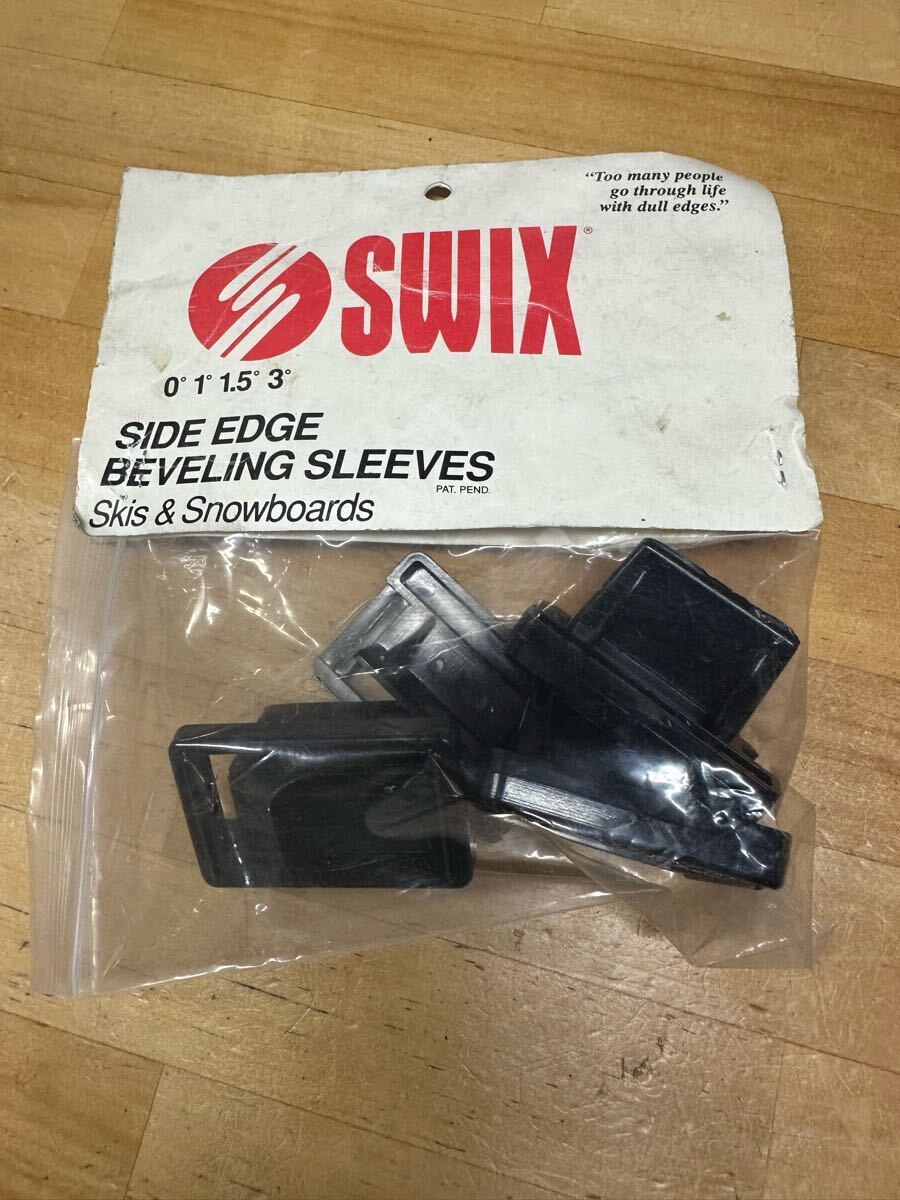 "Too many people
go through life
with dull edges."
SWIX®
0° 1° 1.5° 3°
SIDE EDGE
BEVELING SLEEVES
PAT. PEND.
Skis & Snowboards